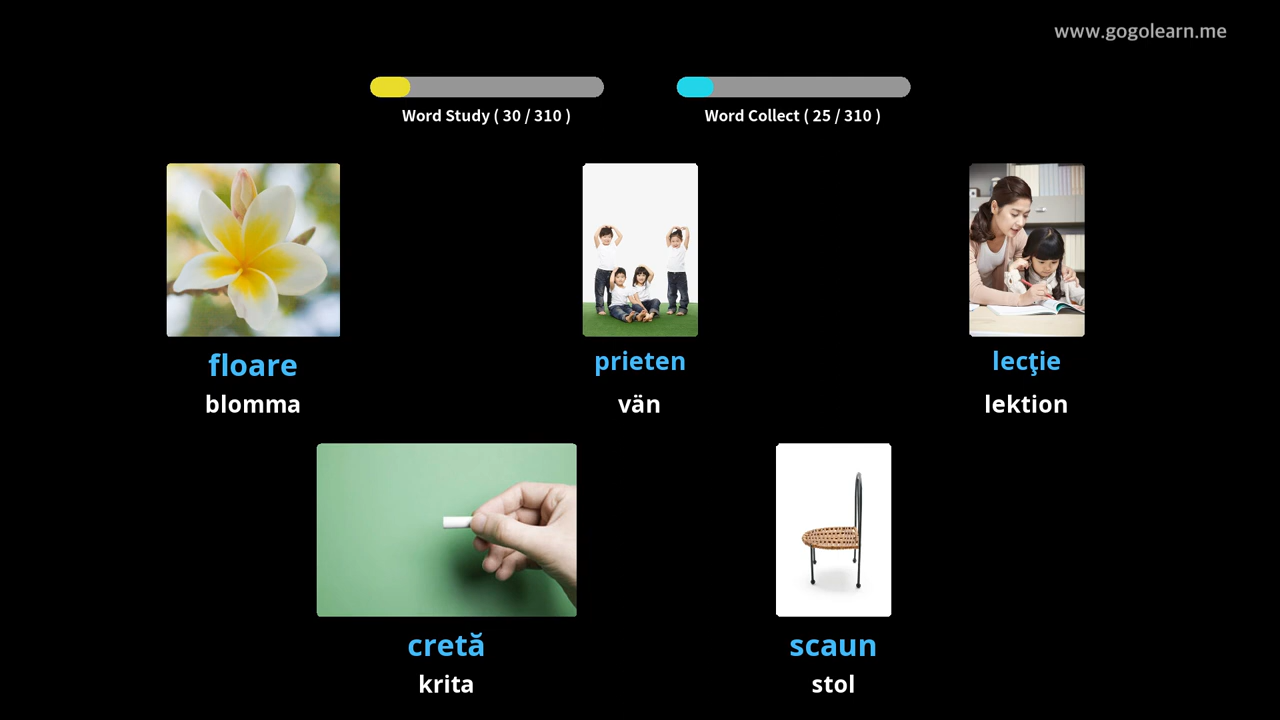 www.gogolearn.me
Word Study ( 30 / 310 )
Word Collect ( 25 / 310 )
floare
blomma
prieten
vän
lecţie
lektion
cretă
krita
scaun
stol